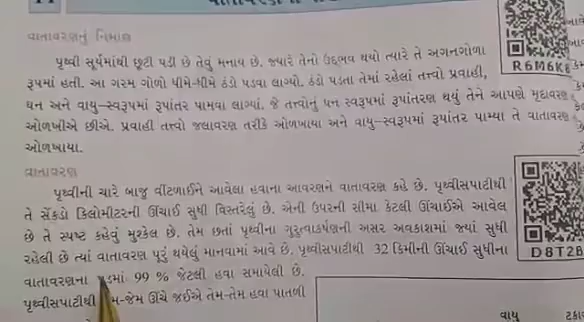 વાતાવરણનું નિર્માણ
પૃથ્વી સૂર્યમાંથી છૂટી પડી છે તેવું મનાય છે. જ્યારે તેનો ઉદ્ભવ થયો ત્યારે તે અગનગોળા
રૂપમાં હતી. આ ગરમ ગોળો ધીમે-ધીમે ઠંડો પડવા લાગ્યો. ઠંડો પડતા તેમાં રહેલાં તત્ત્વો પ્રવાહી,
ઘન અને વાયુ-સ્વરૂપમાં રૂપાંતર પામવા લાગ્યાં. જે તત્ત્વોનું ઘન સ્વરૂપમાં રૂપાંતરણ થયું તેને આપણે મૃદાવરણ
ઓળખીએ છીએ. પ્રવાહી તત્ત્વો જલાવરણ તરીકે ઓળખાયા અને વાયુ-સ્વરૂપમાં રૂપાંતર પામ્યા તે વાતાવરણ
ઓળખાયા.
R6M6K6
વાતાવરણ
પૃથ્વીની ચારે બાજુ વીંટળાઈને આવેલા હવાના આવરણને વાતાવરણ કહે છે. પૃથ્વીસપાટીથી
તે સેંકડો કિલોમીટરની ઊંચાઈ સુધી વિસ્તરેલું છે. એની ઉપરની સીમા કેટલી ઊંચાઈએ આવેલ
છે તે સ્પષ્ટ કહેવું મુશ્કેલ છે. તેમ છતાં પૃથ્વીના ગુરુત્વાકર્ષણની અસર અવકાશમાં જ્યાં સુધી
રહેલી છે ત્યાં વાતાવરણ પૂરું થયેલું માનવામાં આવે છે. પૃથ્વીસપાટીથી 32 કિમીની ઊંચાઈ સુધીના
વાતાવરણના 99 % જેટલી હવા સમાયેલી છે.
પૃથ્વીસપાટીથી ઊંચે જઈએ તેમ-તેમ હવા પાતળી
D8T2B
વાયુ